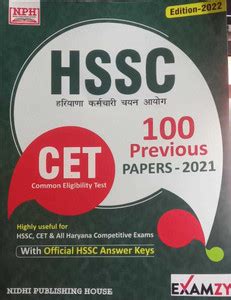 NPH
Edition-2022
HSSC
हरियाणा कर्मचारी चयन आयोग
100
Previous
PAPERS - 2021
CET
Common Eligibility Test
Highly useful for
HSSC, CET & All Haryana Competitive Exams
With Official HSSC Answer Keys
NIDHI PUBLISHING HOUSE
EXAMZY